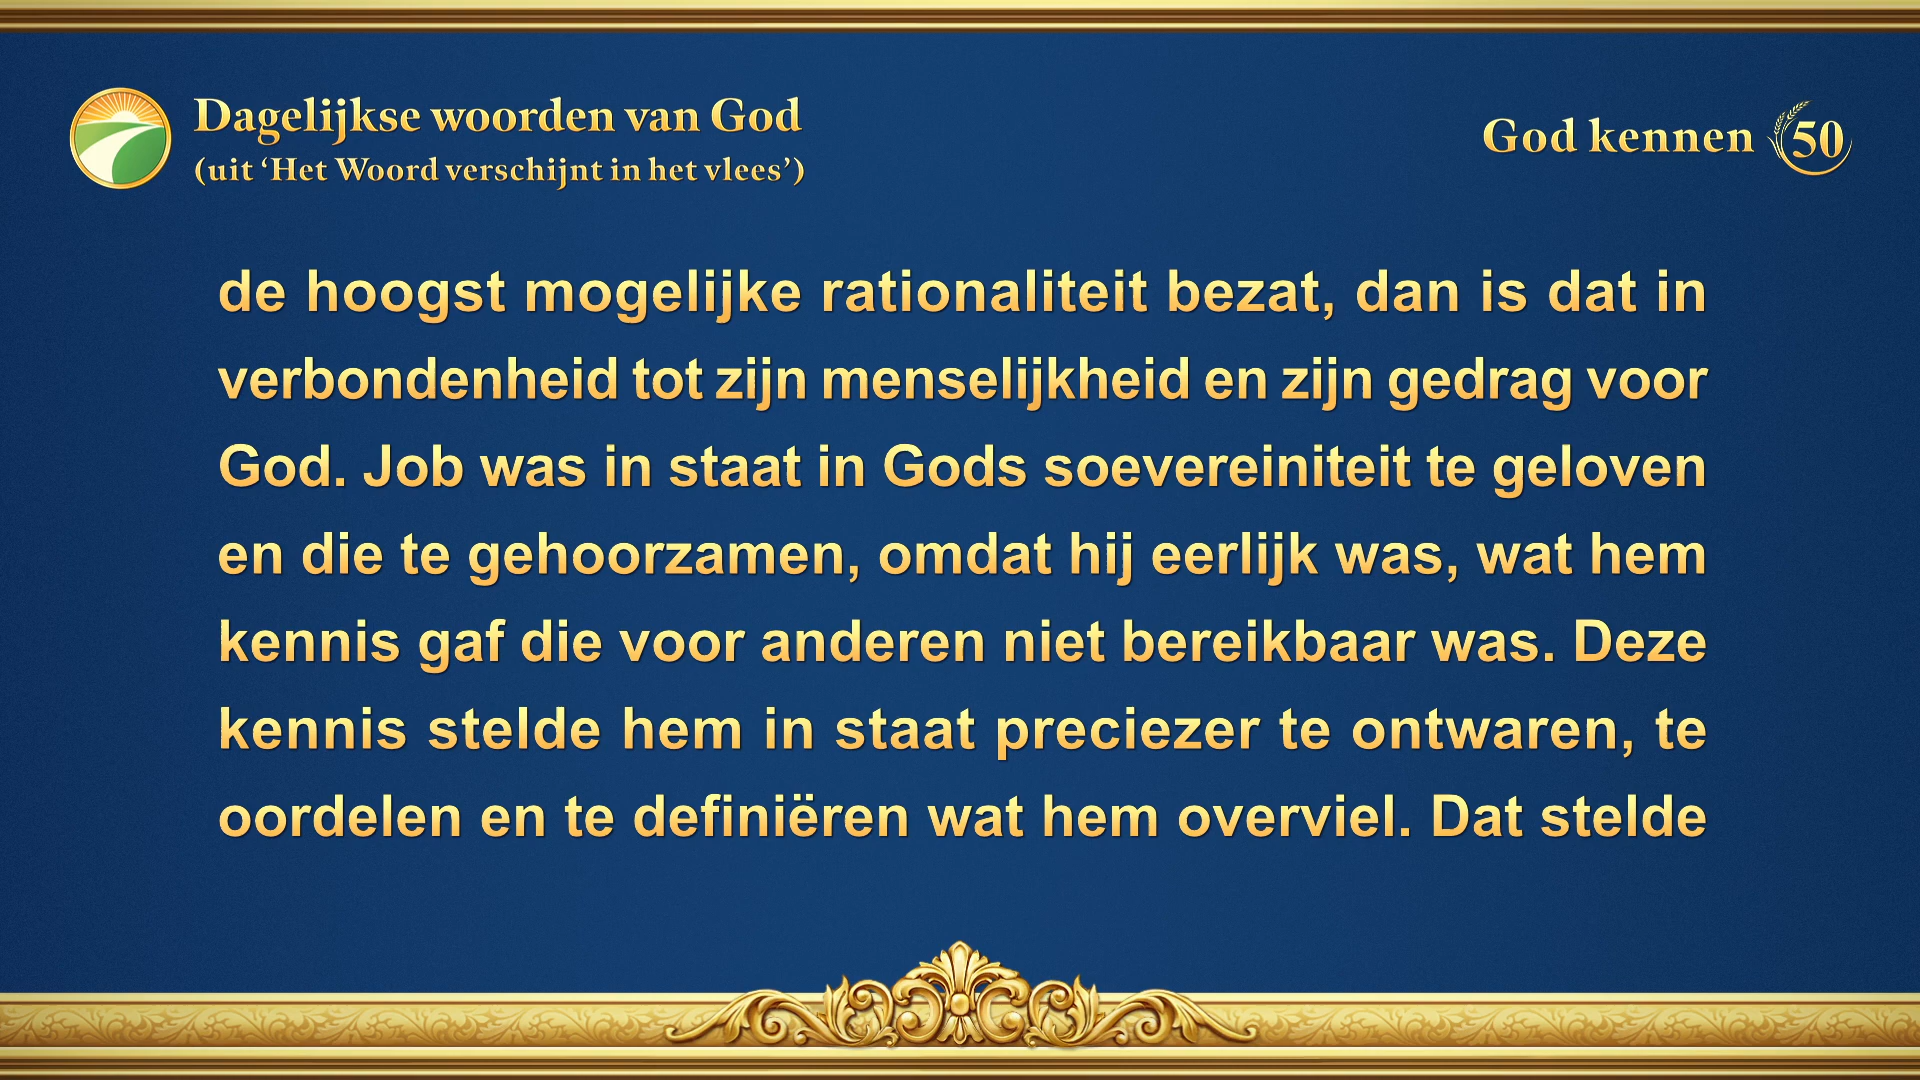 Dagelijkse woorden van God
(uit ‘Het Woord verschijnt in het vlees’)
God kennen 50
de hoogst mogelijke rationaliteit bezat, dan is dat in
verbondenheid tot zijn menselijkheid en zijn gedrag voor
God. Job was in staat in Gods soevereiniteit te geloven
en die te gehoorzamen, omdat hij eerlijk was, wat hem
kennis gaf die voor anderen niet bereikbaar was. Deze
kennis stelde hem in staat preciezer te ontwaren, te
oordelen en te definiëren wat hem overviel. Dat stelde